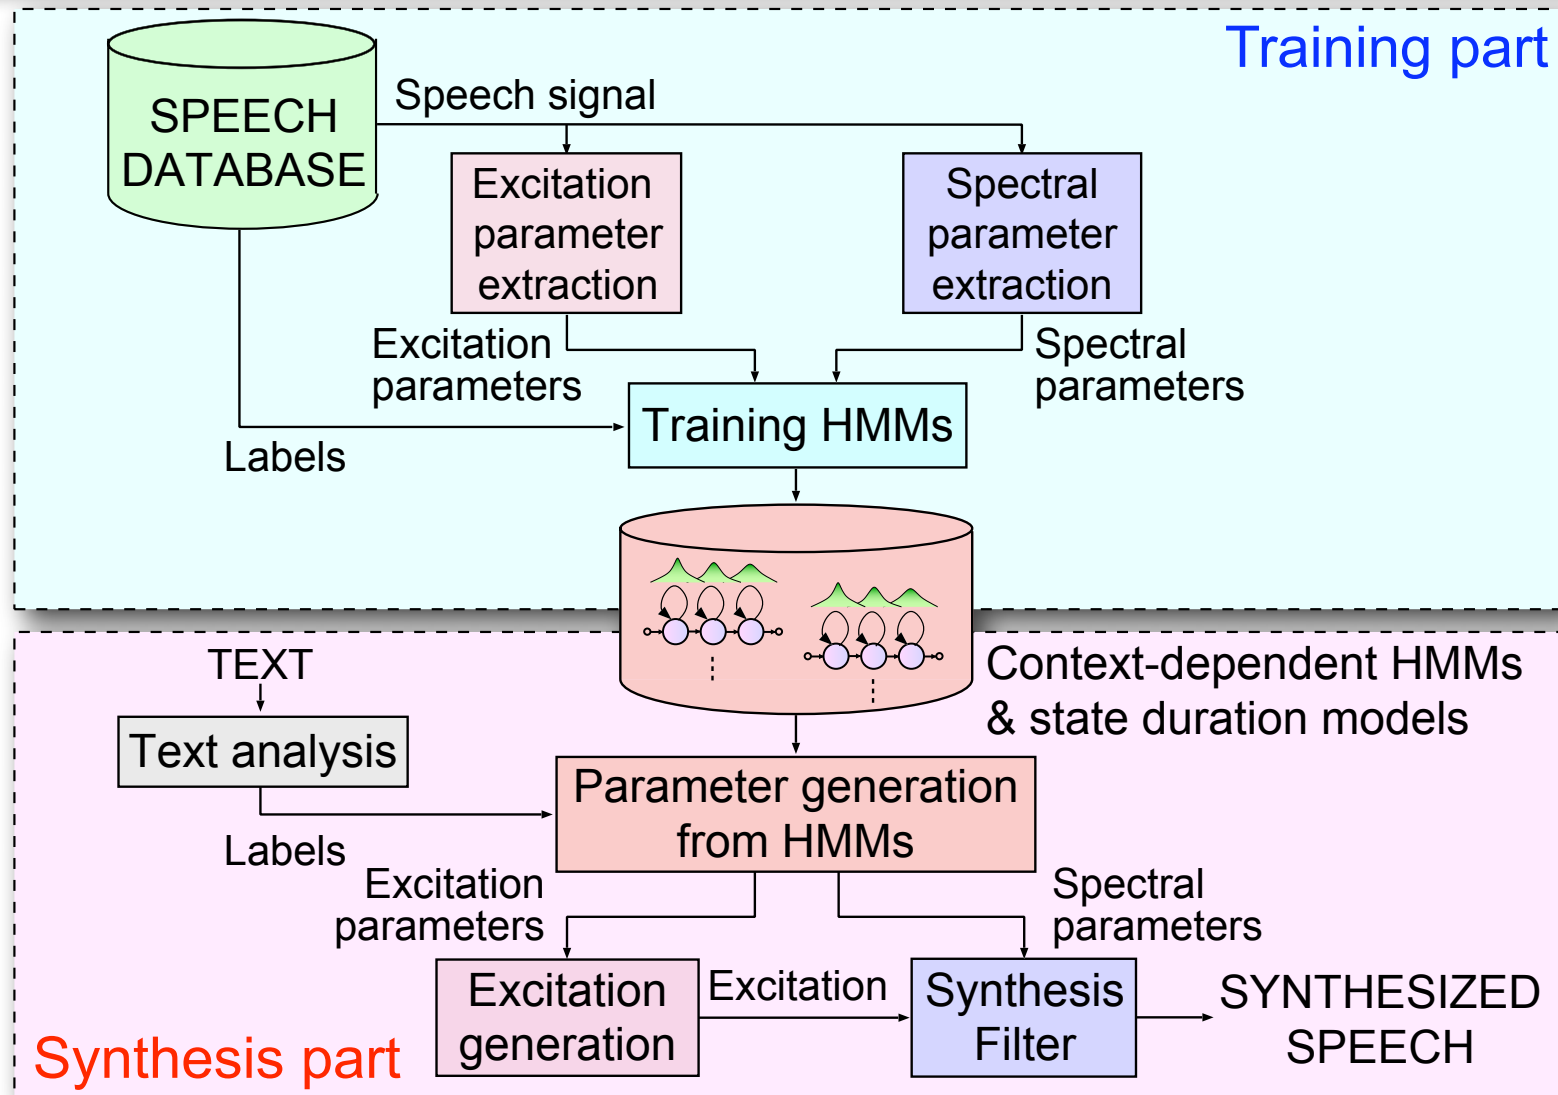 Training part
SPEECH
DATABASE
Speech signal
Excitation
parameter
extraction
Spectral
parameter
extraction
Excitation
parameters
Spectral
parameters
Training HMMs
Labels
Context-dependent HMMs
& state duration models
TEXT
Text analysis
Labels
Parameter generation
from HMMs
Excitation
parameters
Spectral
parameters
Excitation
generation
Excitation
Synthesis
Filter
SYNTHESIZED
SPEECH
Synthesis part